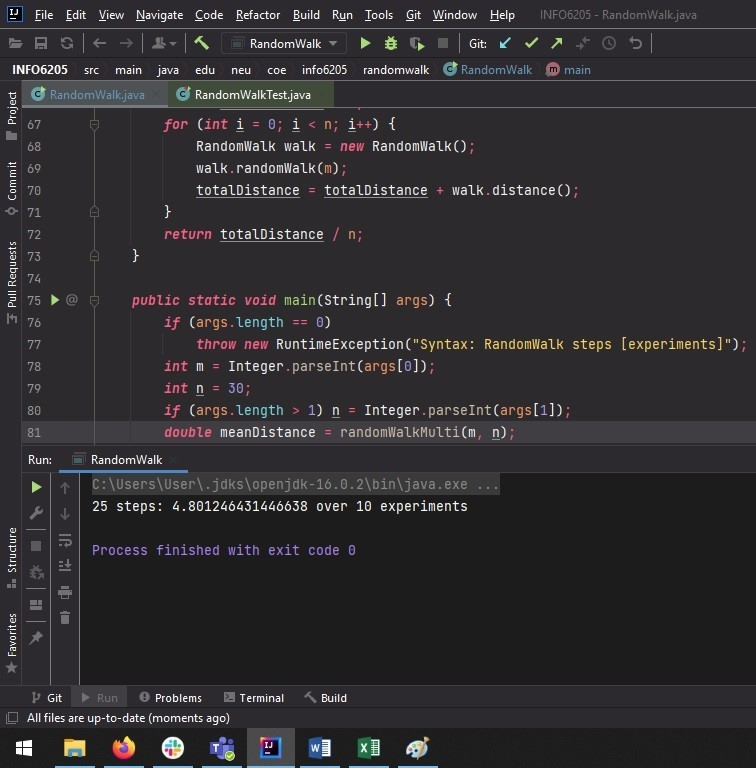 File Edit View Navigate Code Refactor Build Run Tools Git Window Help INFO6205 - RandomWalk.java
RandomWalk Git:
INFO6205 src main java edu neu coe info6205 randomwalk RandomWalk main
RandomWalk.java RandomWalkTest.java
Project
Commit
Pull Requests
67 for (int i = 0; i < n; i++) {
68 RandomWalk walk = new RandomWalk();
69 walk.randomWalk(m);
70 totalDistance = totalDistance + walk.distance();
71 }
72 return totalDistance / n;
73 }
74
75 @ public static void main(String[] args) {
76 if (args.length == 0)
77 throw new RuntimeException("Syntax: RandomWalk steps [experiments]");
78 int m = Integer.parseInt(args[0]);
79 int n = 30;
80 if (args.length > 1) n = Integer.parseInt(args[1]);
81 double meanDistance = randomWalkMulti(m, n);
Run: RandomWalk
C:\Users\User\.jdks\openjdk-16.0.2\bin\java.exe ...
25 steps: 4.801246431446638 over 10 experiments
Process finished with exit code 0
Structure
Favorites
Git Run Problems Terminal Build
All files are up-to-date (moments ago)